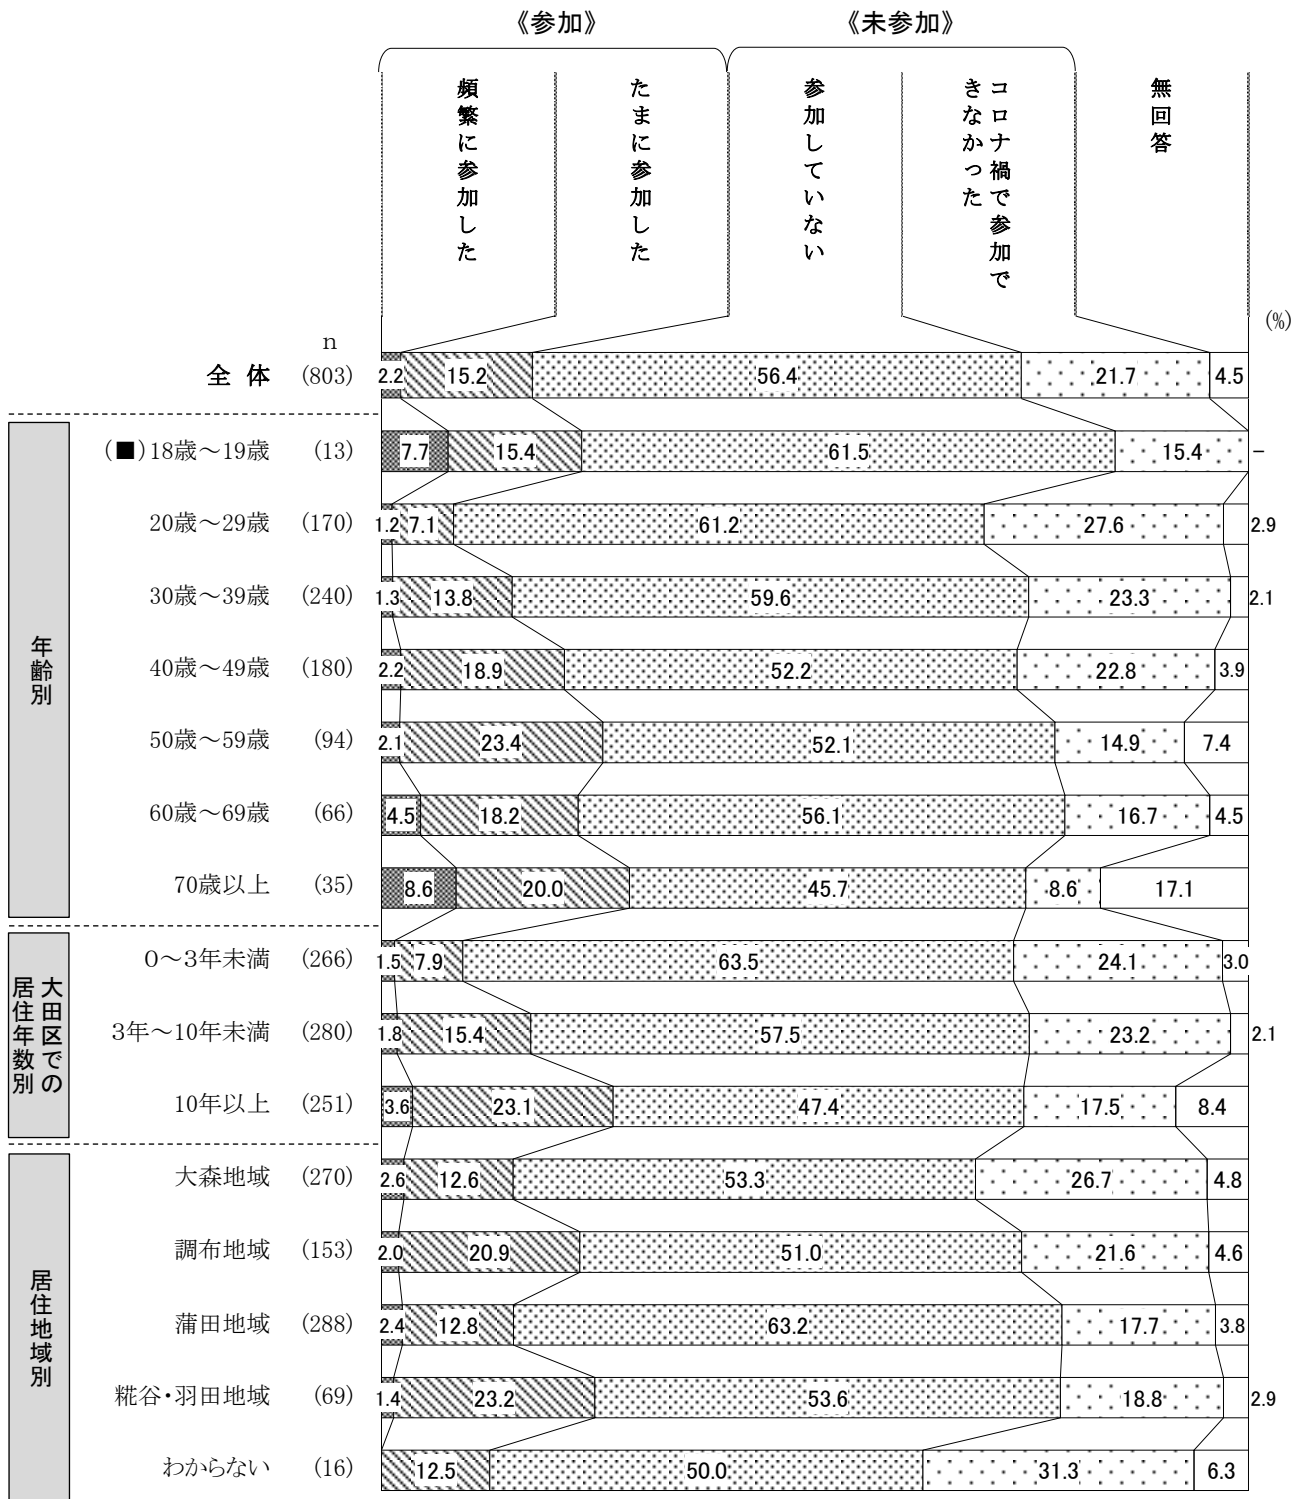 《参加》 《未参加》
頻繁に参加した
たまに参加した
参加していない
コロナ禍で参加で
きなかった
無回答
(%)
n
全 体 (803) 2.2 15.2 56.4 21.7 4.5
年齢別
(■)18歳～19歳 (13) 7.7 15.4 61.5 15.4 －
20歳～29歳 (170) 1.2 7.1 61.2 27.6 2.9
30歳～39歳 (240) 1.3 13.8 59.6 23.3 2.1
40歳～49歳 (180) 2.2 18.9 52.2 22.8 3.9
50歳～59歳 (94) 2.1 23.4 52.1 14.9 7.4
60歳～69歳 (66) 4.5 18.2 56.1 16.7 4.5
70歳以上 (35) 8.6 20.0 45.7 8.6 17.1
大田区での
居住年数別
0～3年未満 (266) 1.5 7.9 63.5 24.1 3.0
3年～10年未満 (280) 1.8 15.4 57.5 23.2 2.1
10年以上 (251) 3.6 23.1 47.4 17.5 8.4
居住地域別
大森地域 (270) 2.6 12.6 53.3 26.7 4.8
調布地域 (153) 2.0 20.9 51.0 21.6 4.6
蒲田地域 (288) 2.4 12.8 63.2 17.7 3.8
糀谷・羽田地域 (69) 1.4 23.2 53.6 18.8 2.9
わからない (16) 12.5 50.0 31.3 6.3